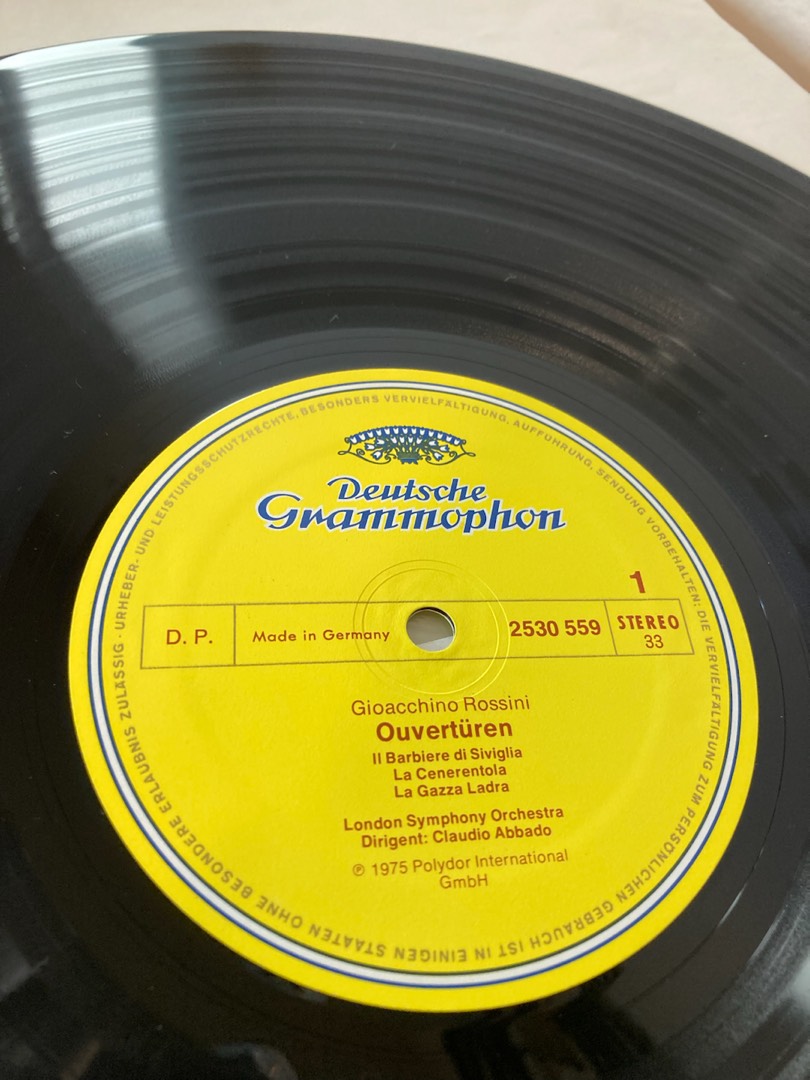 Deutsche
Grammophon
1
D. P.
Made in Germany
2530 559
STEREO
33
Gioacchino Rossini
Ouvertüren
Il Barbiere di Siviglia
La Cenerentola
La Gazza Ladra
London Symphony Orchestra
Dirigent: Claudio Abbado
℗ 1975 Polydor International
GmbH
URHEBER- UND LEISTUNGSSCHUTZRECHTE, BESONDERS VERVIELFÄLTIGUNG, AUFFÜHRUNG, SENDUNG VORBEHALTEN: DIE VERVIELFÄLTIGUNG ZUM PERSÖNLICHEN GEBRAUCH IST IN EINIGEN STAATEN OHNE BESONDERE ERLAUBNIS ZULÄSSIG ·